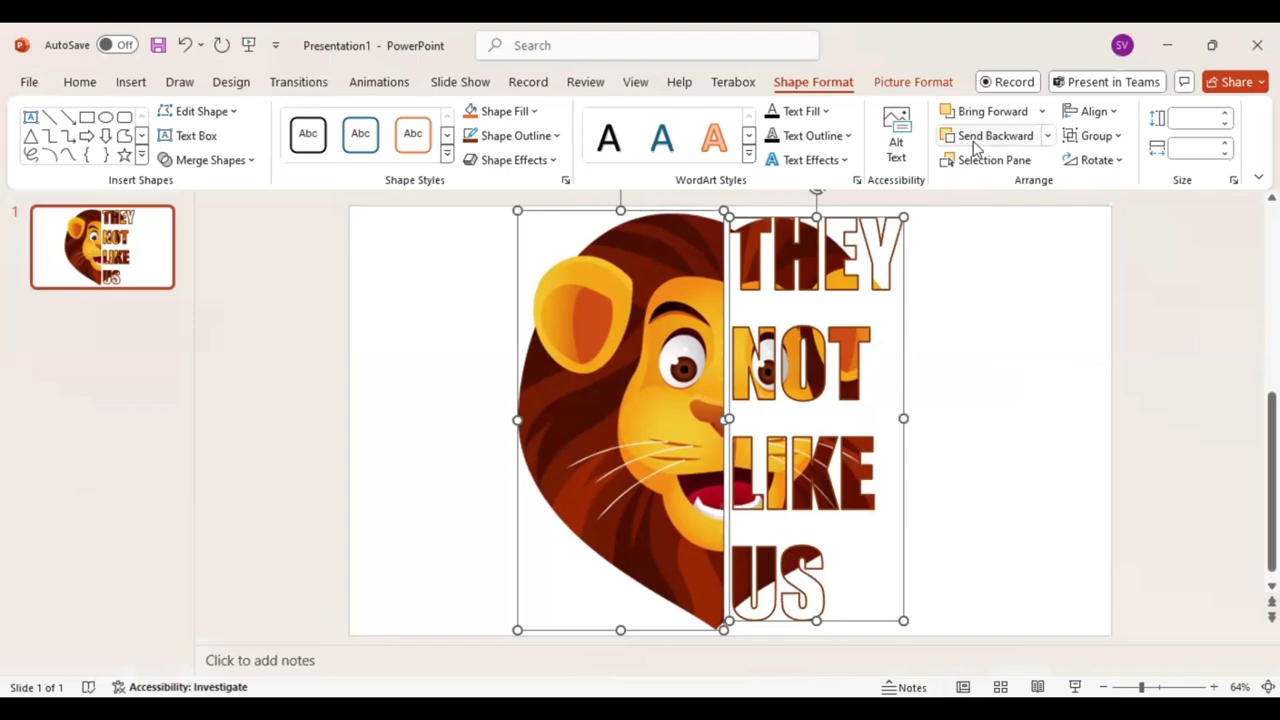 AutoSave Off Presentation1 - PowerPoint Search SV
File Home Insert Draw Design Transitions Animations Slide Show Record Review View Help Terabox Shape Format Picture Format Record Present in Teams Share
Edit Shape
Text Box
Merge Shapes
Insert Shapes
Abc Abc Abc
Shape Fill
Shape Outline
Shape Effects
Shape Styles
A A A
Text Fill
Text Outline
Text Effects
WordArt Styles
Alt
Text
Accessibility
Bring Forward
Send Backward
Selection Pane
Align
Group
Rotate
Arrange
Size
1
THEY
NOT
LIKE
US
THEY
NOT
LIKE
US
Click to add notes
Slide 1 of 1 Accessibility: Investigate Notes 64%